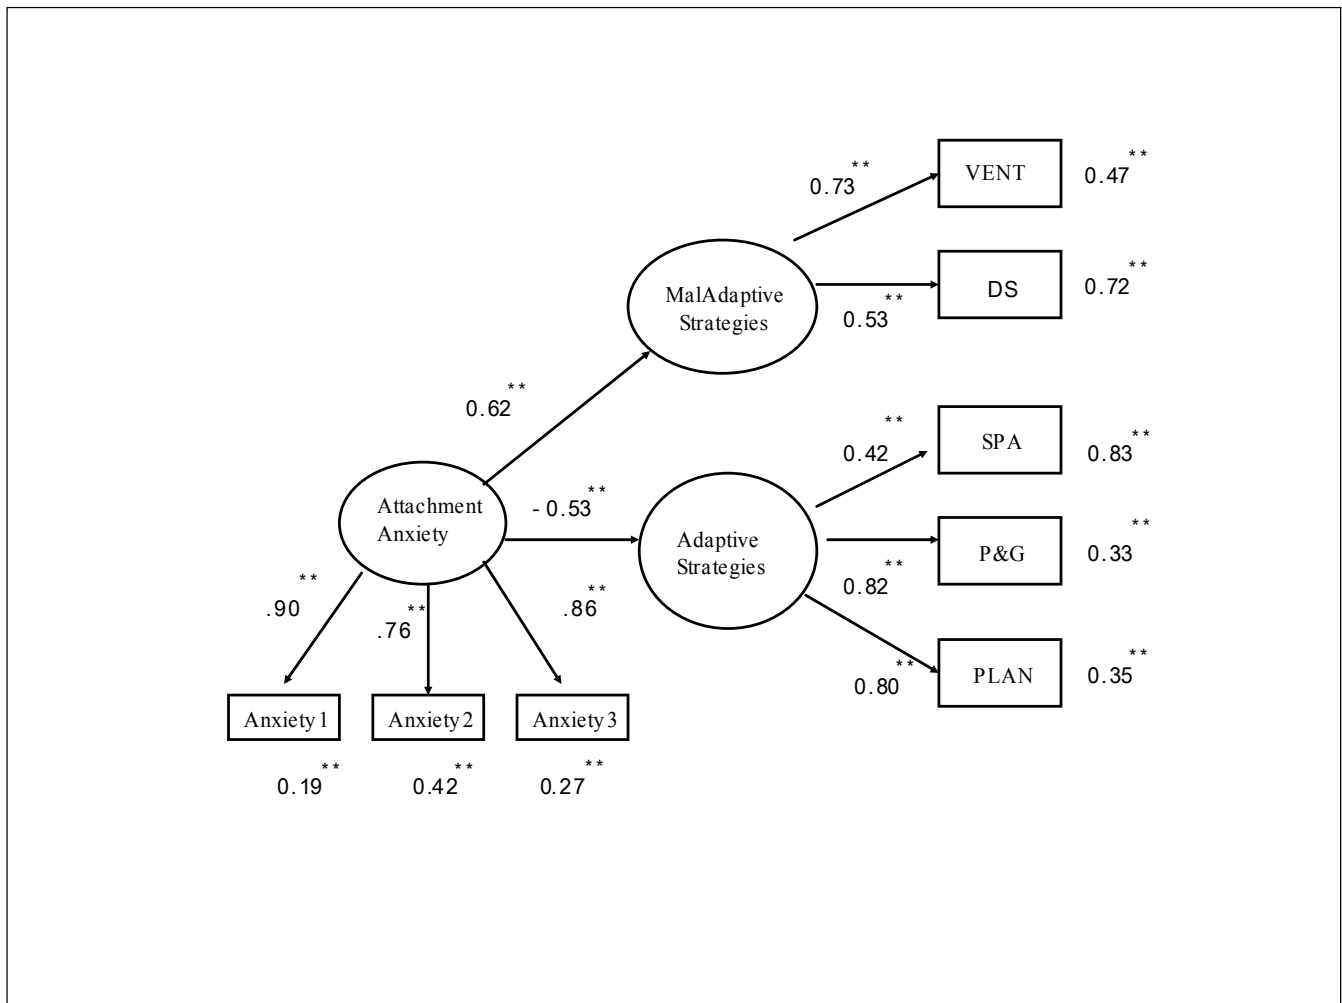 **
0.73
VENT
**
0.47
MalAdaptive
Strategies
**
0.53
DS
**
0.72
**
0.62
**
0.42
SPA
**
0.83
Attachment
Anxiety
**
- 0.53
Adaptive
Strategies
**
0.82
P&G
**
0.33
**
0.80
PLAN
**
0.35
**
.90
**
.76
**
.86
Anxiety 1
Anxiety 2
Anxiety 3
**
0.19
**
0.42
**
0.27